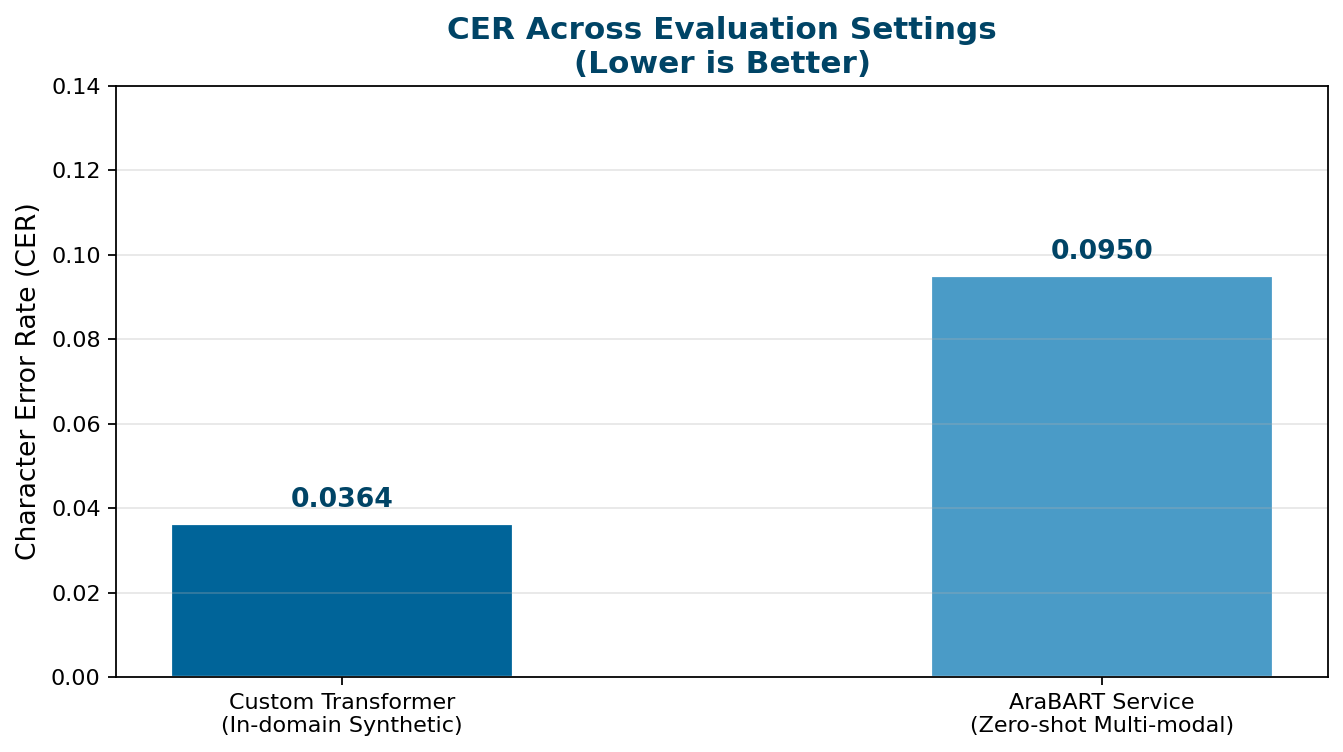 CER Across Evaluation Settings
(Lower is Better)
Character Error Rate (CER)
0.14
0.12
0.10
0.08
0.06
0.04
0.02
0.00
0.0364
0.0950
Custom Transformer
(In-domain Synthetic)
AraBART Service
(Zero-shot Multi-modal)